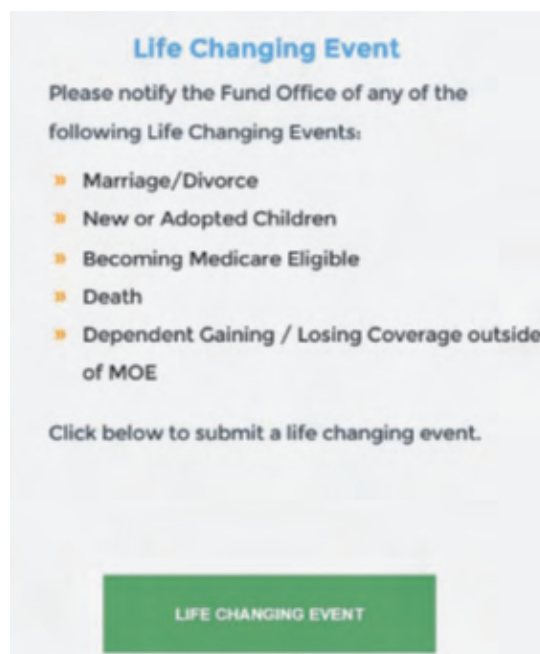 Life Changing Event
Please notify the Fund Office of any of the
following Life Changing Events:
» Marriage/Divorce
» New or Adopted Children
» Becoming Medicare Eligible
» Death
» Dependent Gaining / Losing Coverage outside
of MOE
Click below to submit a life changing event.
LIFE CHANGING EVENT